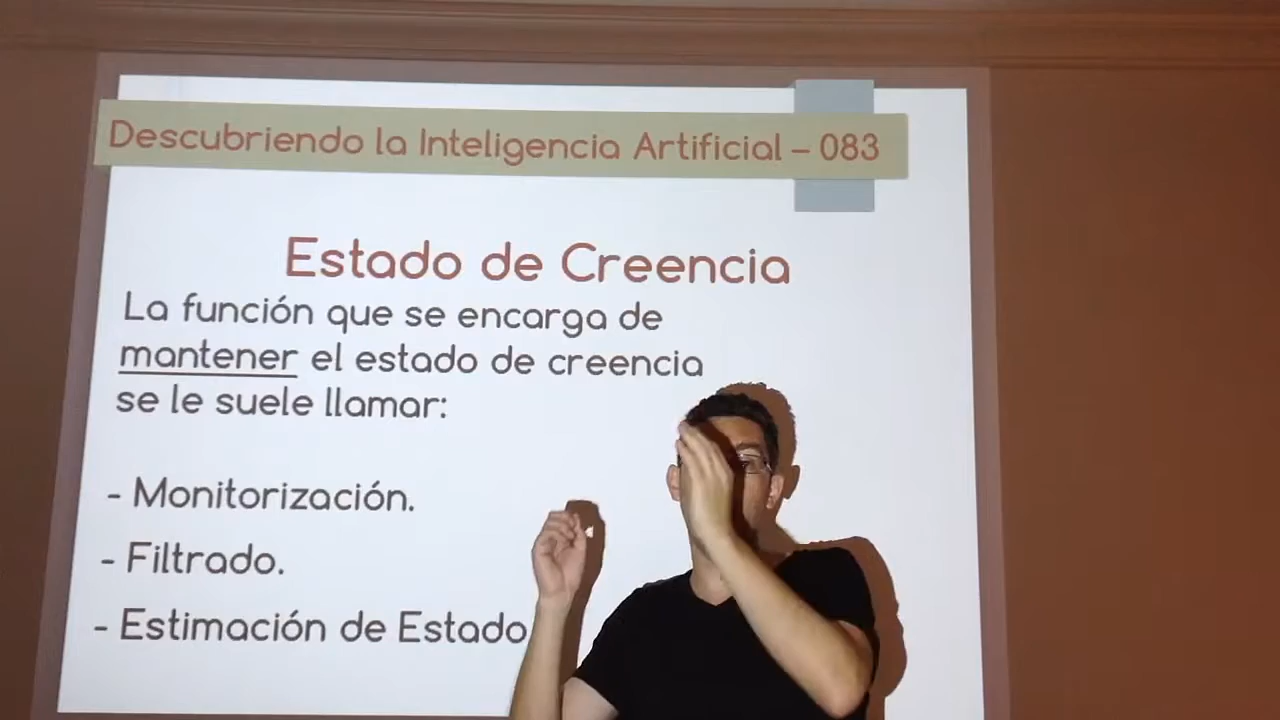 Descubriendo la Inteligencia Artificial – 083
Estado de Creencia
La función que se encarga de
mantener el estado de creencia
se le suele llamar:
- Monitorización.
- Filtrado.
- Estimación de Estado